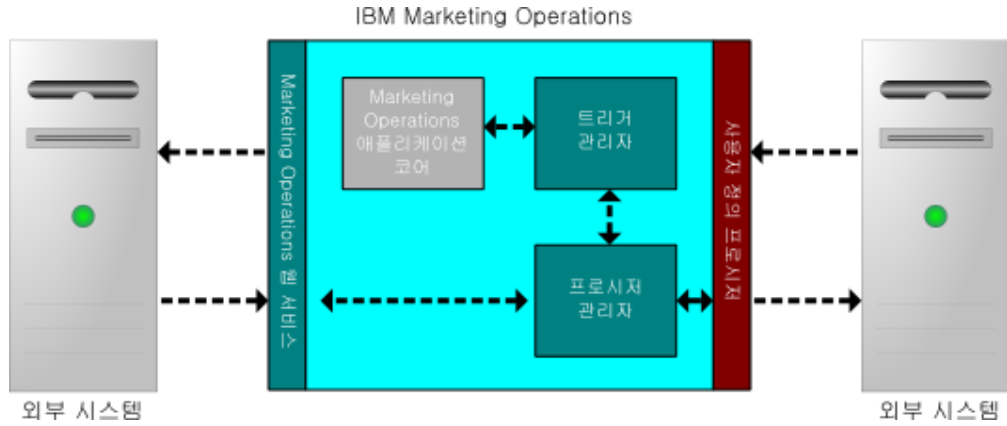 IBM Marketing Operations
Marketing Operations 웹 서비스
Marketing
Operations
애플리케이션
코어
트리거
관리자
프로시저
관리자
사용자 정의 프로시저
외부 시스템
외부 시스템